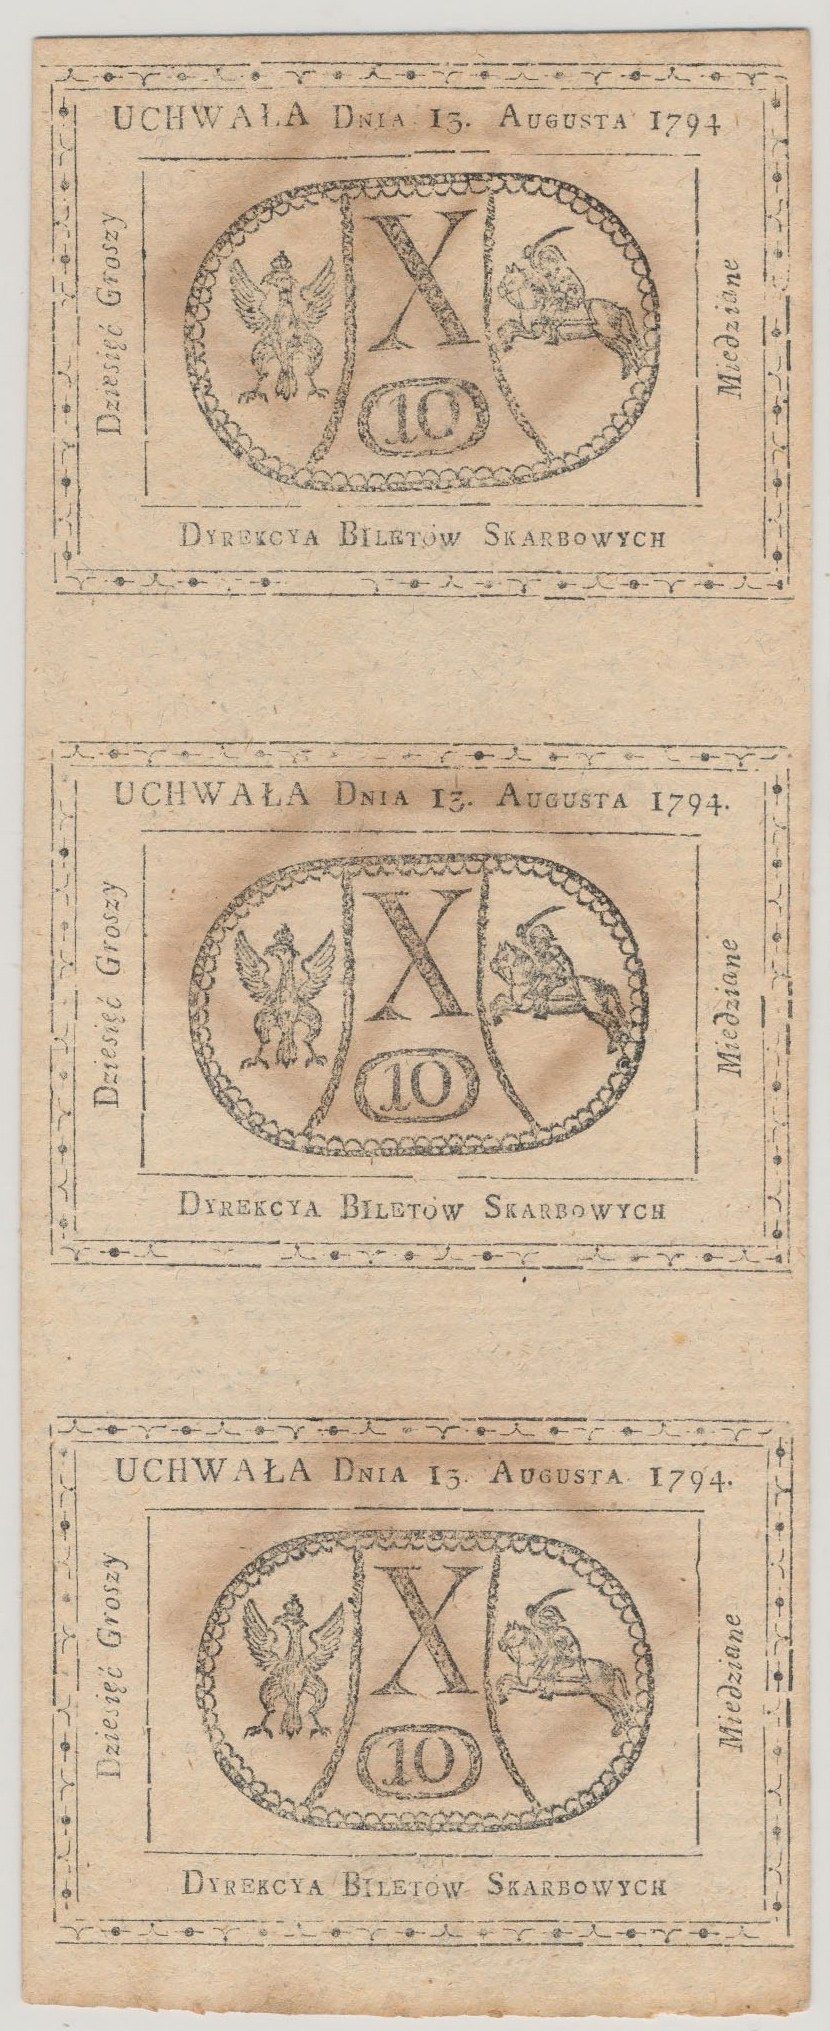 UCHWAŁA DNIA 13. AUGUSTA 1794
Dziesięć Groszy
X
10
Miedziane
DYREKCYA BILETÓW SKARBOWYCH
UCHWAŁA DNIA 13. AUGUSTA 1794.
Dziesięć Groszy
X
10
Miedziane
DYREKCYA BILETÓW SKARBOWYCH
UCHWAŁA DNIA 13. AUGUSTA 1794.
Dziesięć Groszy
X
10
Miedziane
DYREKCYA BILETÓW SKARBOWYCH